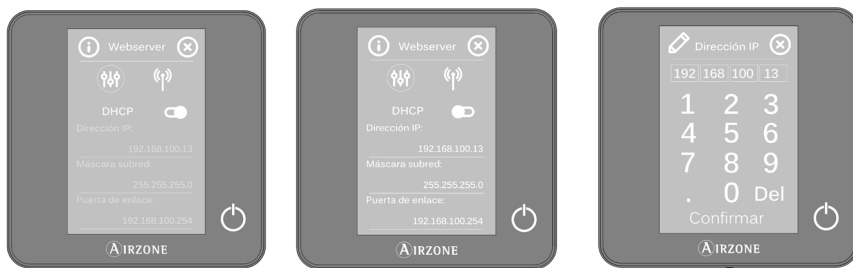 Webserver
DHCP
Dirección IP:
192.168.100.13
Máscara subred:
255.255.255.0
Puerta de enlace:
192.168.100.254
AIRZONE
Webserver
DHCP
Dirección IP:
192.168.100.13
Máscara subred:
255.255.255.0
Puerta de enlace:
192.168.100.254
AIRZONE
Dirección IP
192 168 100 13
1 2 3
4 5 6
7 8 9
. 0 Del
Confirmar
AIRZONE